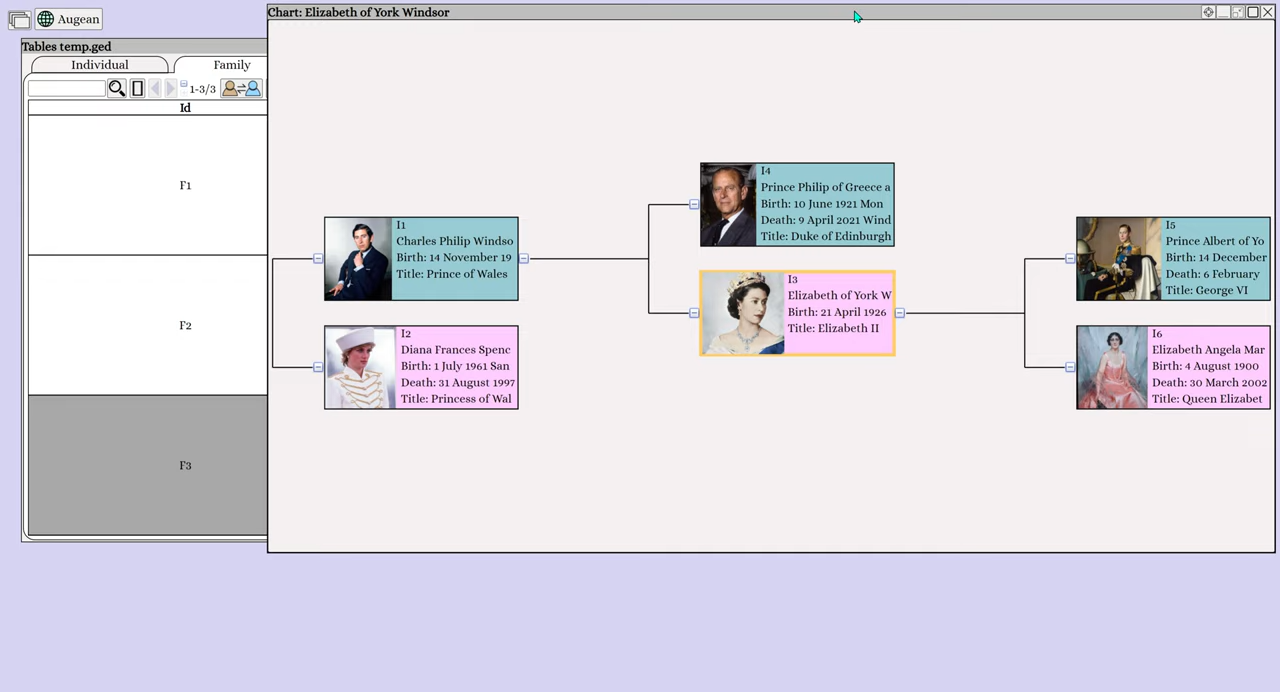 Augean
Chart: Elizabeth of York Windsor
Tables temp.ged
Individual
Family
1-3/3
Id
F1
F2
F3
I1
Charles Philip Windso
Birth: 14 November 19
Title: Prince of Wales
I2
Diana Frances Spenc
Birth: 1 July 1961 San
Death: 31 August 1997
Title: Princess of Wal
I4
Prince Philip of Greece a
Birth: 10 June 1921 Mon
Death: 9 April 2021 Wind
Title: Duke of Edinburgh
I3
Elizabeth of York W
Birth: 21 April 1926
Title: Elizabeth II
I5
Prince Albert of Yo
Birth: 14 December
Death: 6 February
Title: George VI
I6
Elizabeth Angela Mar
Birth: 4 August 1900
Death: 30 March 2002
Title: Queen Elizabet